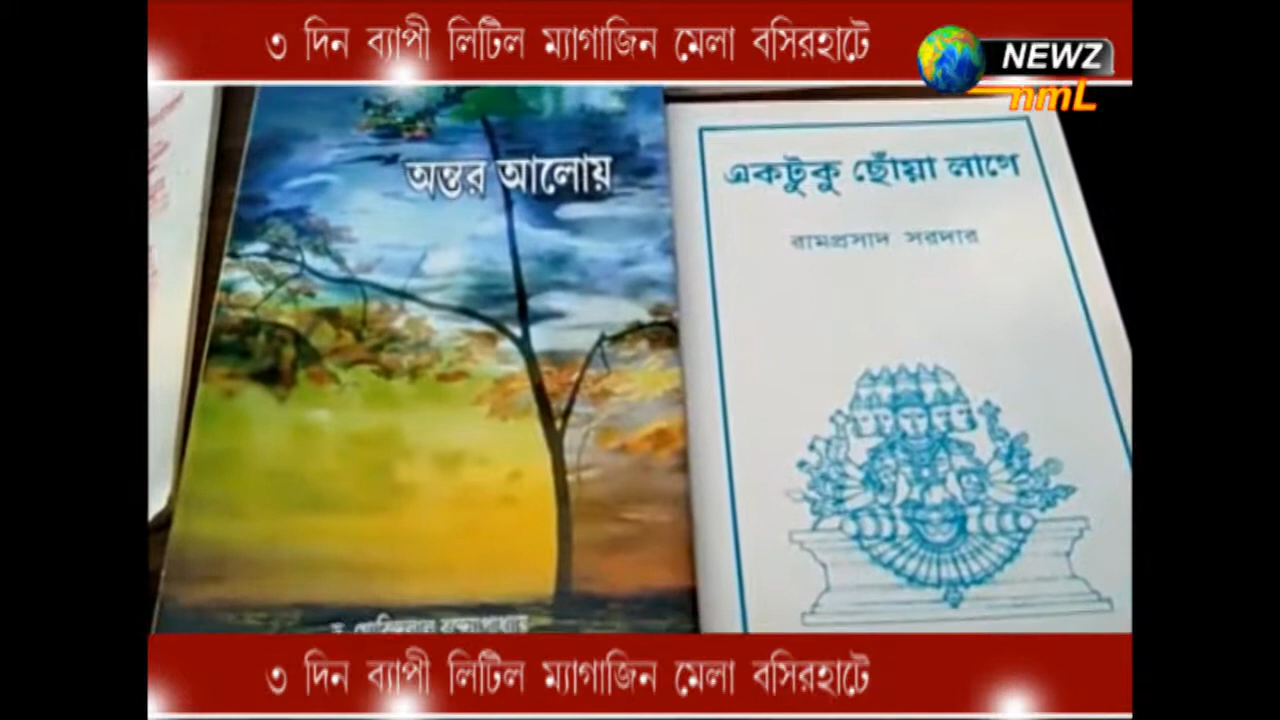 ৩ দিন ব্যাপী লিটিল ম্যাগাজিন মেলা বসিরহাটে
NEWZ
nmL
অন্তর আলোয়
একটুকু ছোঁয়া লাগে
রামপ্রসাদ সরদার
৩ দিন ব্যাপী লিটিল ম্যাগাজিন মেলা বসিরহাটে